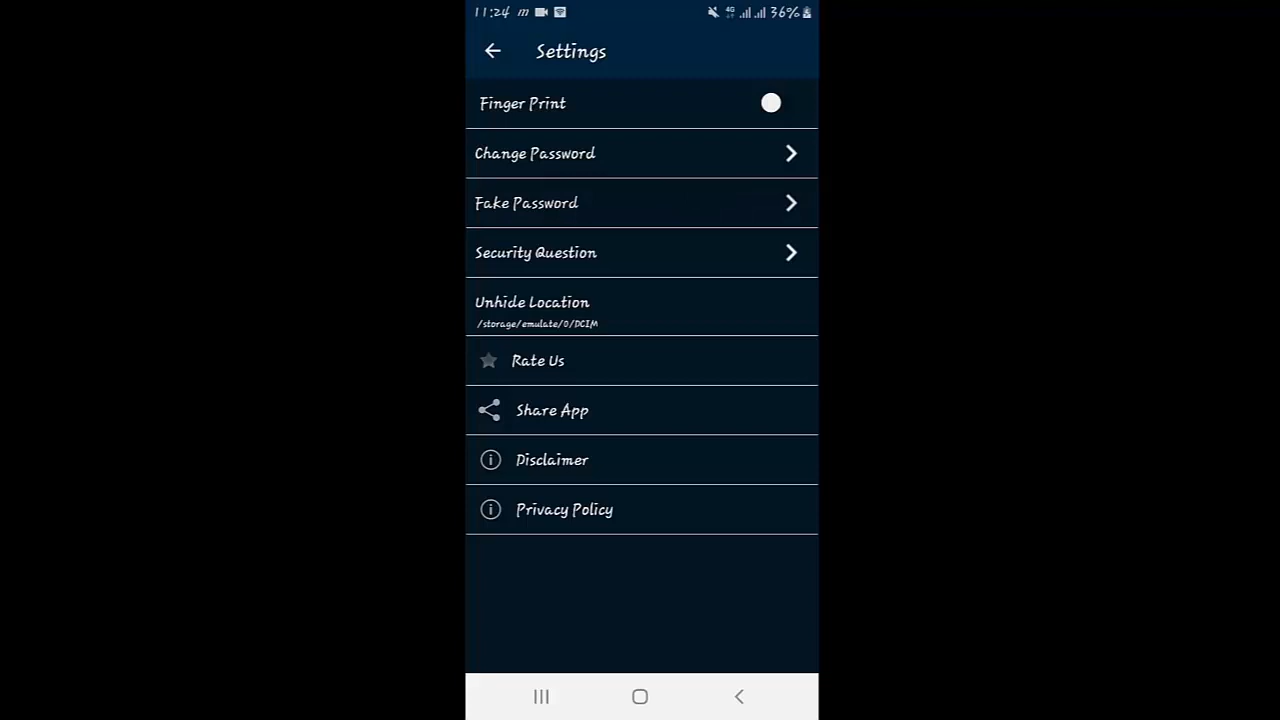 11:24 m 4G 36%
Settings
Finger Print
Change Password
Fake Password
Security Question
Unhide Location
/storage/emulate/0/DCIM
Rate Us
Share App
Disclaimer
Privacy Policy